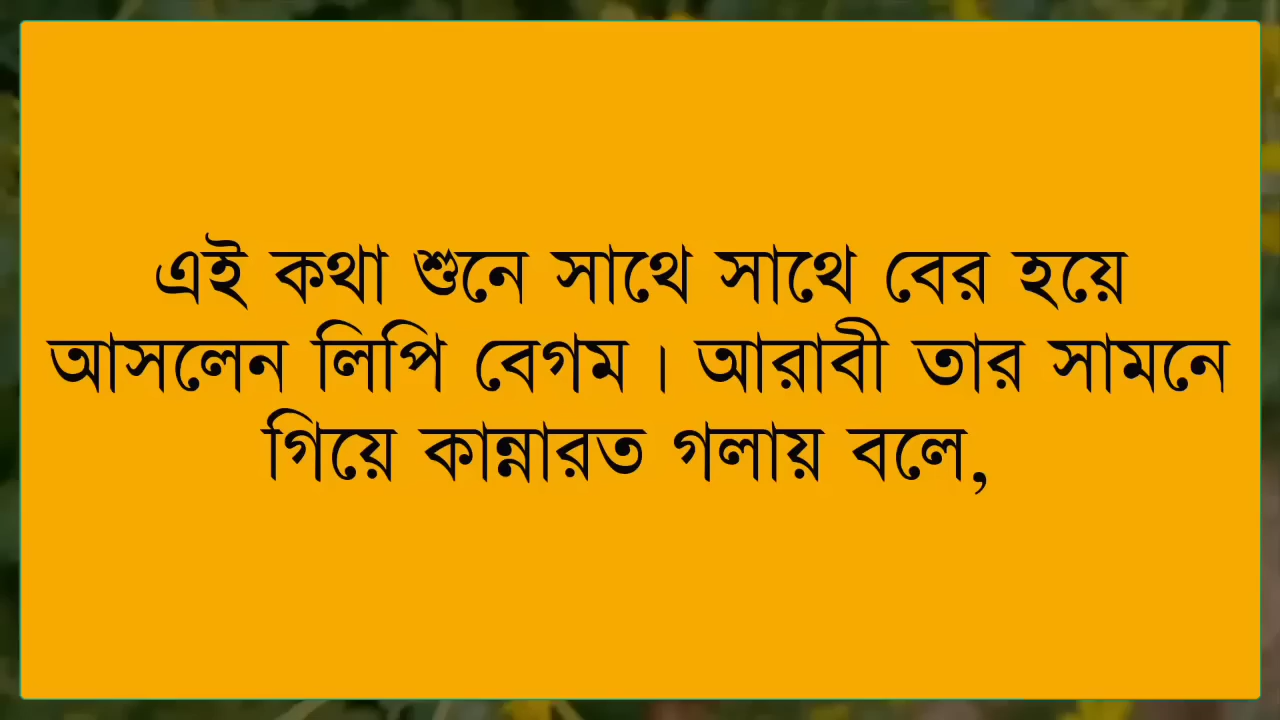 এই কথা শুনে সাথে সাথে বের হয়ে
আসলেন লিপি বেগম। আরাবী তার সামনে
গিয়ে কান্নারত গলায় বলে,